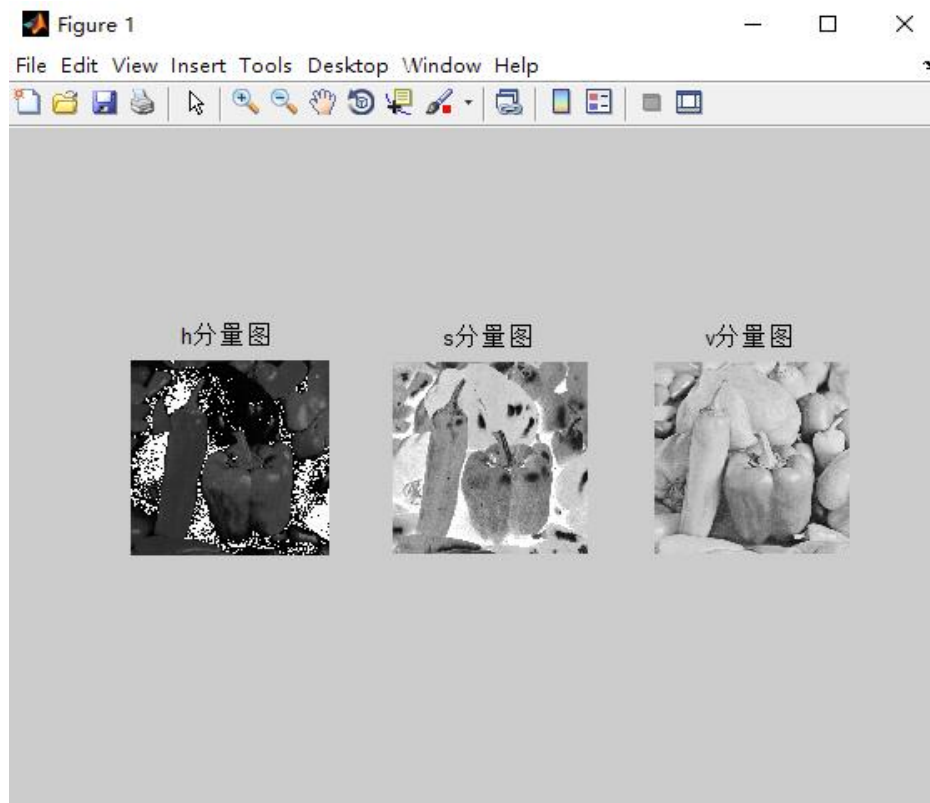 Figure 1
File Edit View Insert Tools Desktop Window Help
h分量图 s分量图 v分量图